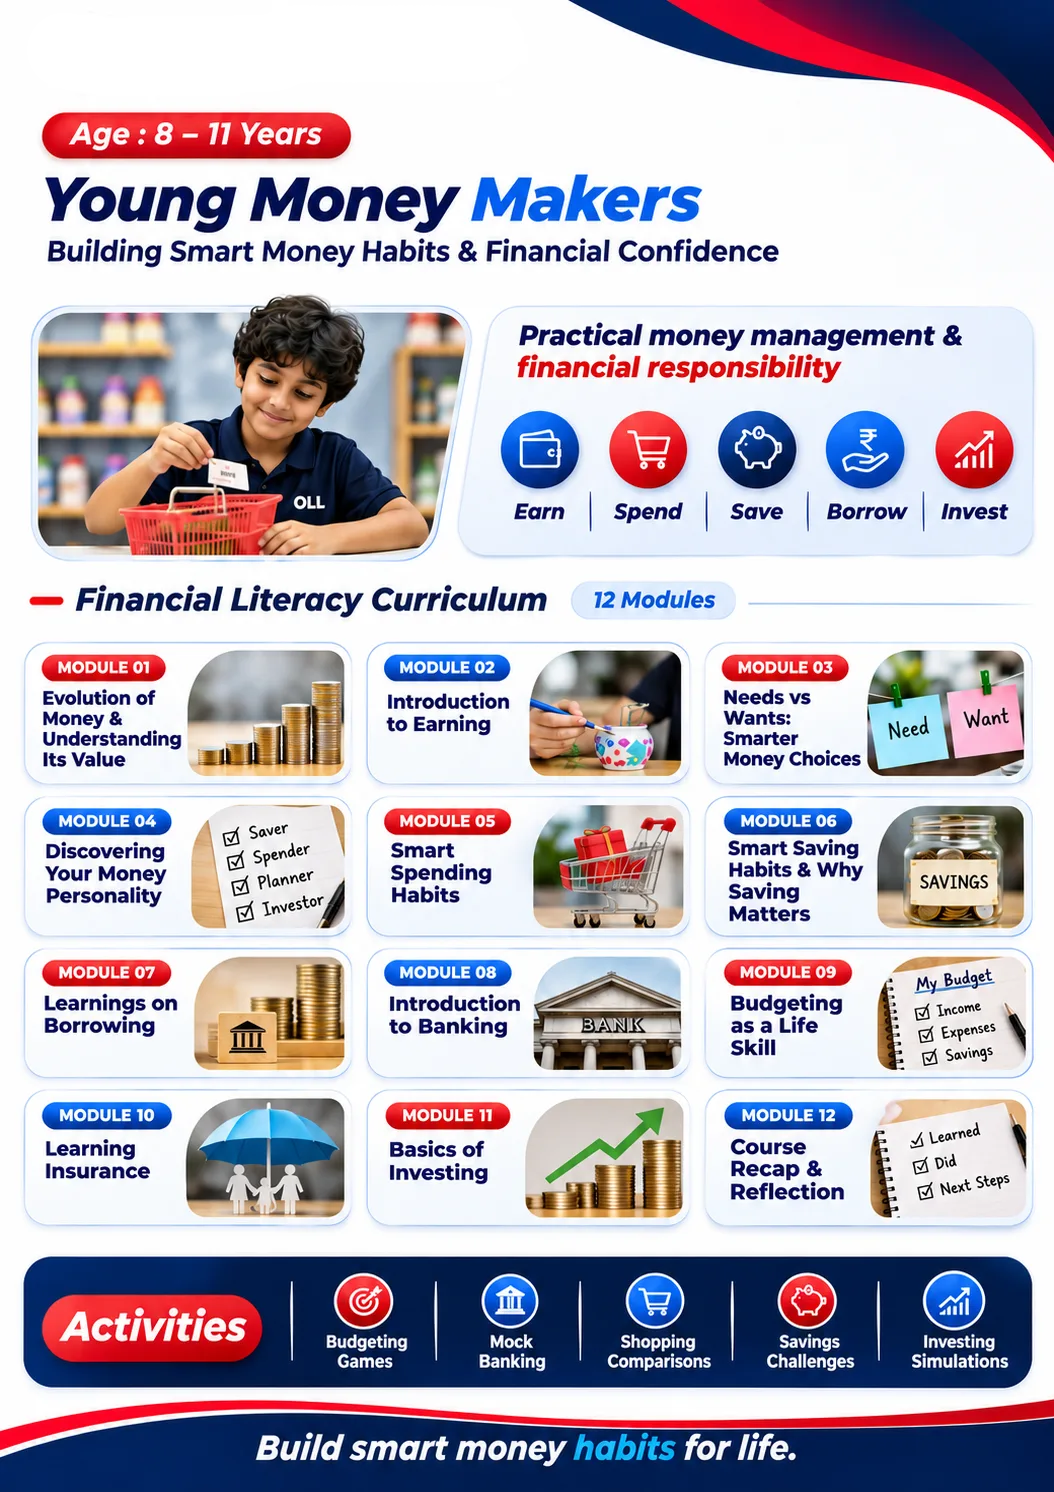 Age : 8 – 11 Years
Young Money Makers
Building Smart Money Habits & Financial Confidence
OLL
Practical money management &
financial responsibility
Earn
Spend
Save
Borrow
Invest
Financial Literacy Curriculum
12 Modules
MODULE 01
Evolution of
Money &
Understanding
Its Value
MODULE 02
Introduction
to Earning
MODULE 03
Needs vs
Wants:
Smarter
Money Choices
Need
Want
MODULE 04
Discovering
Your Money
Personality
Saver
Spender
Planner
Investor
MODULE 05
Smart
Spending
Habits
MODULE 06
Smart Saving
Habits & Why
Saving
Matters
SAVINGS
MODULE 07
Learnings on
Borrowing
MODULE 08
Introduction
to Banking
BANK
MODULE 09
Budgeting
as a Life
Skill
My Budget
Income
Expenses
Savings
MODULE 10
Learning
Insurance
MODULE 11
Basics of
Investing
MODULE 12
Course
Recap &
Reflection
Learned
Did
Next Steps
Activities
Budgeting
Games
Mock
Banking
Shopping
Comparisons
Savings
Challenges
Investing
Simulations
Build smart money habits for life.